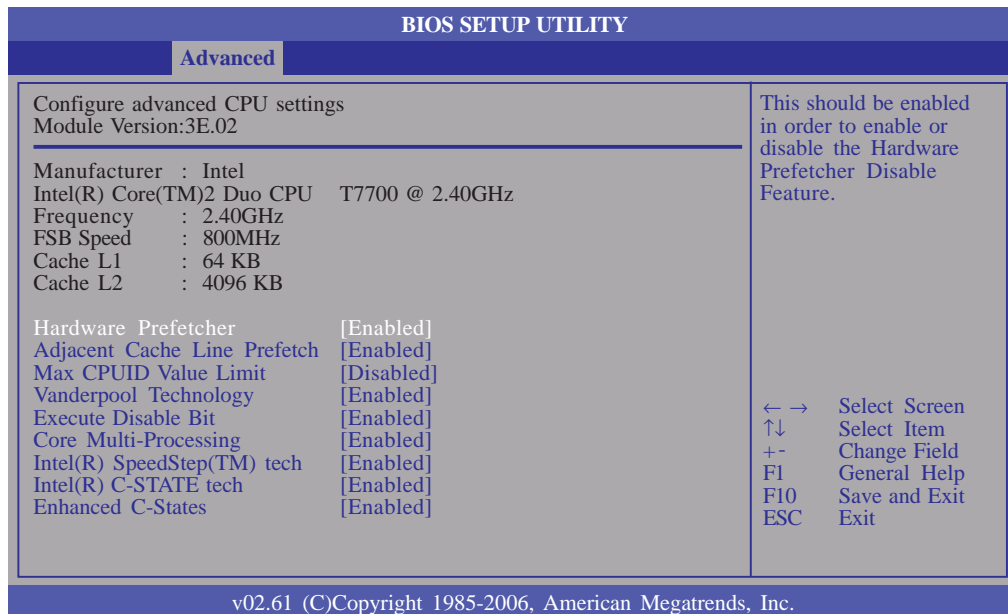 BIOS SETUP UTILITY
Advanced
Configure advanced CPU settings
Module Version:3E.02
Manufacturer : Intel
Intel(R) Core(TM)2 Duo CPU T7700 @ 2.40GHz
Frequency : 2.40GHz
FSB Speed : 800MHz
Cache L1 : 64 KB
Cache L2 : 4096 KB
Hardware Prefetcher [Enabled]
Adjacent Cache Line Prefetch [Enabled]
Max CPUID Value Limit [Disabled]
Vanderpool Technology [Enabled]
Execute Disable Bit [Enabled]
Core Multi-Processing [Enabled]
Intel(R) SpeedStep(TM) tech [Enabled]
Intel(R) C-STATE tech [Enabled]
Enhanced C-States [Enabled]
This should be enabled
in order to enable or
disable the Hardware
Prefetcher Disable
Feature.
← → Select Screen
↑↓ Select Item
+- Change Field
F1 General Help
F10 Save and Exit
ESC Exit
v02.61 (C)Copyright 1985-2006, American Megatrends, Inc.